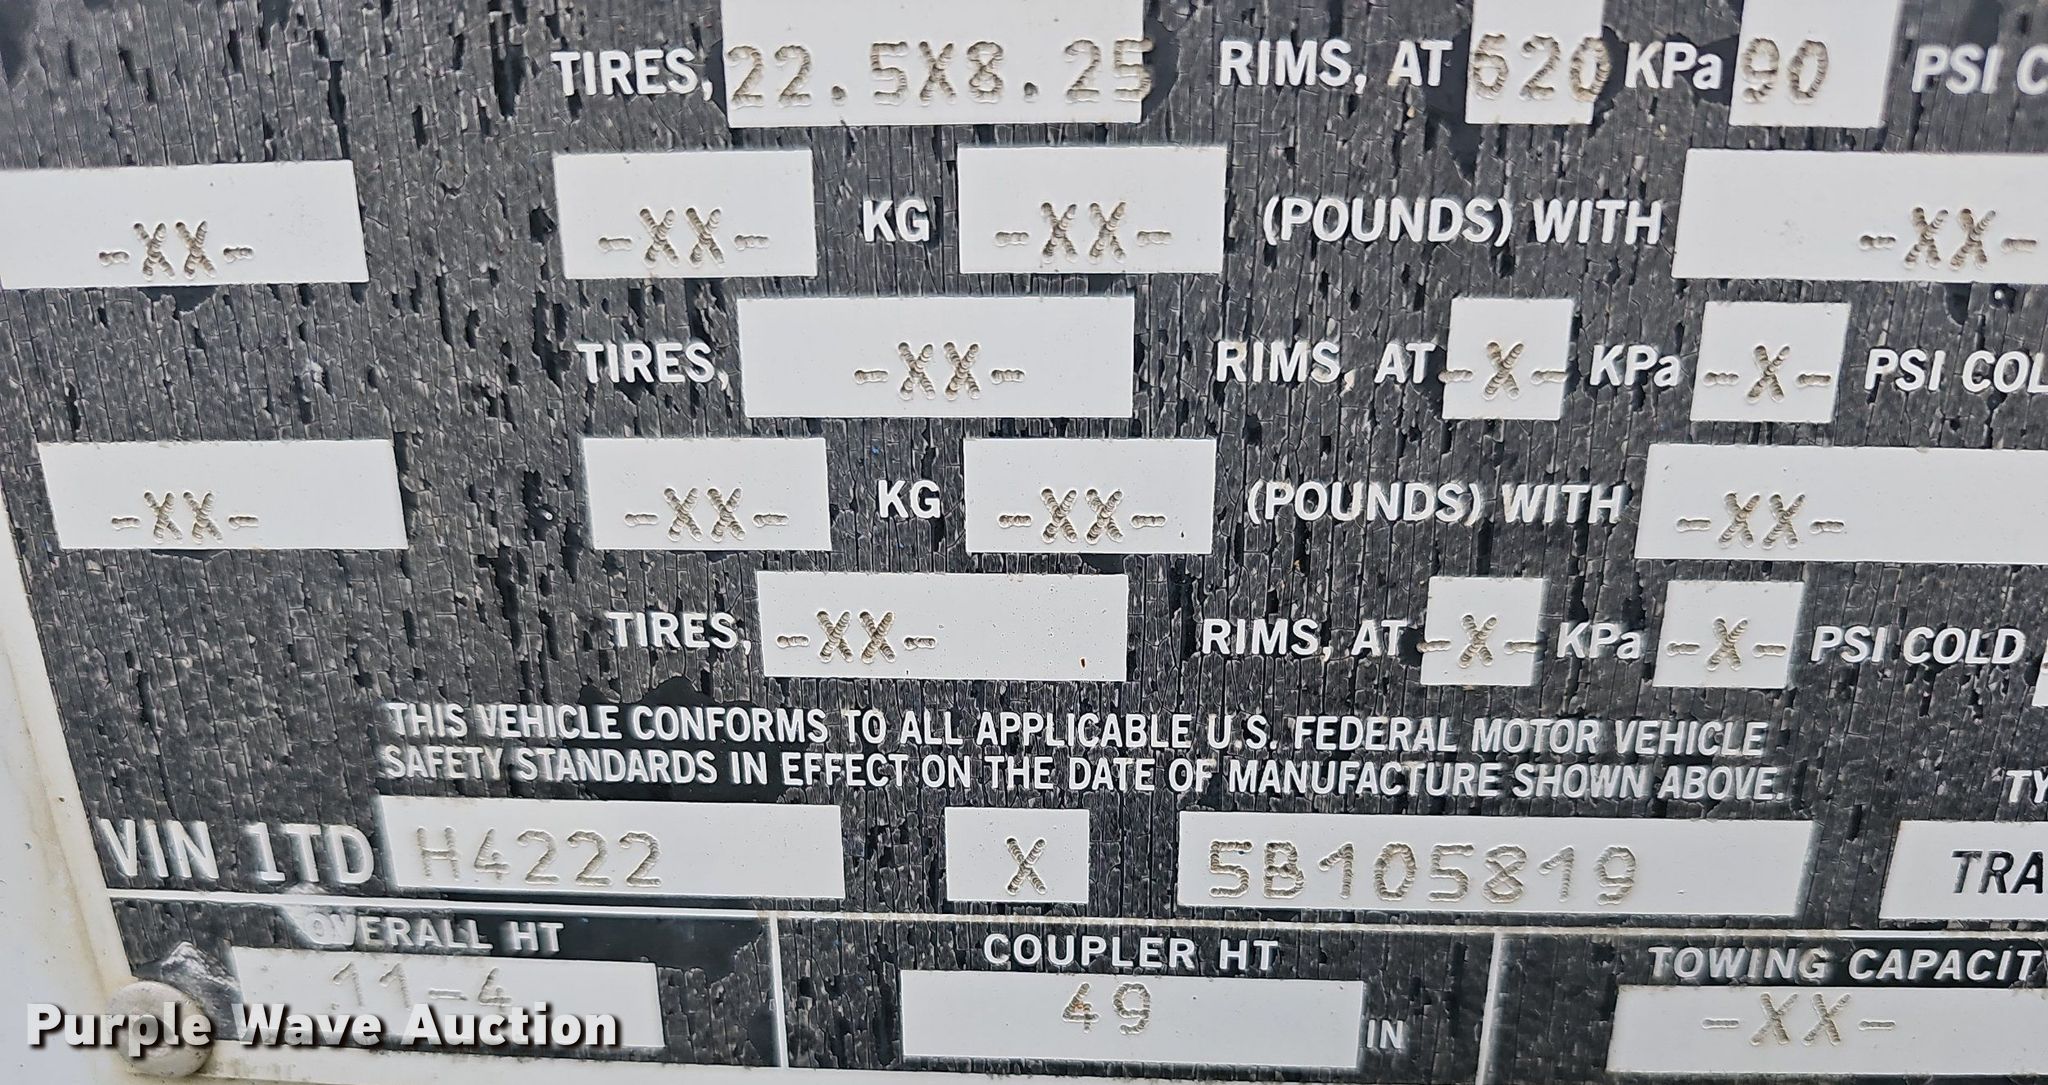 TIRES, 22.5X8.25 RIMS, AT 620 KPa 90 PSI C
-XX- -XX- KG -XX- (POUNDS) WITH -XX-
TIRES, -XX- RIMS, AT -X- KPa -X- PSI COL
-XX- -XX- KG -XX- (POUNDS) WITH -XX-
TIRES, -XX- RIMS, AT -X- KPa -X- PSI COLD
THIS VEHICLE CONFORMS TO ALL APPLICABLE U.S. FEDERAL MOTOR VEHICLE
SAFETY STANDARDS IN EFFECT ON THE DATE OF MANUFACTURE SHOWN ABOVE. TY
VIN 1TD H4222 X 5B105819 TRA
OVERALL HT COUPLER HT TOWING CAPACITY
11-4 49 IN -XX-
Purple Wave Auction